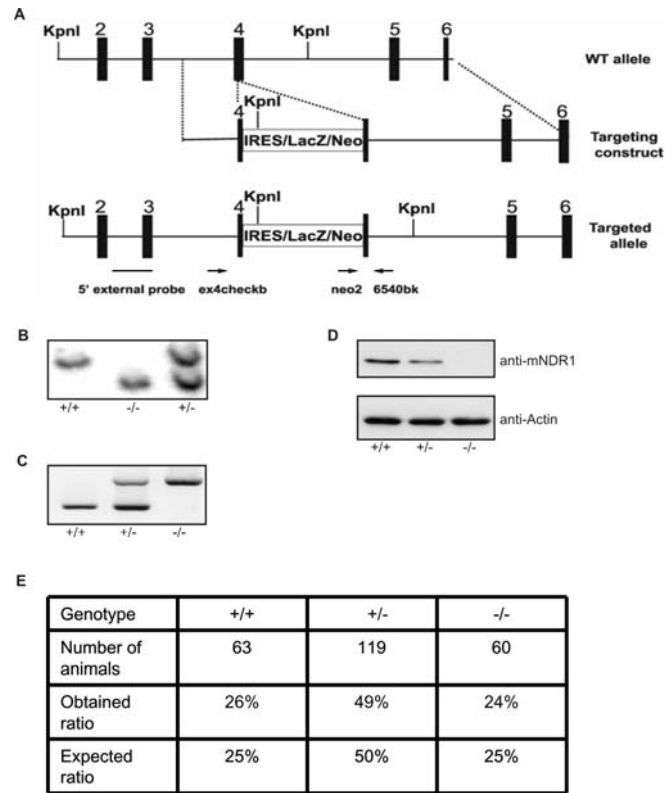 A
KpnI 2 3 4 KpnI 5 6
WT allele
4 KpnI 5 6
IRES/LacZ/Neo
Targeting
construct
KpnI 2 3 4 KpnI KpnI 5 6
IRES/LacZ/Neo
Targeted
allele
5' external probe ex4checkb neo2 6540bk
B
+/+ -/- +/-
C
+/+ +/- -/-
D
anti-mNDR1
anti-Actin
+/+ +/- -/-
E
Genotype +/+ +/- -/-
Number of
animals 63 119 60
Obtained
ratio 26% 49% 24%
Expected
ratio 25% 50% 25%